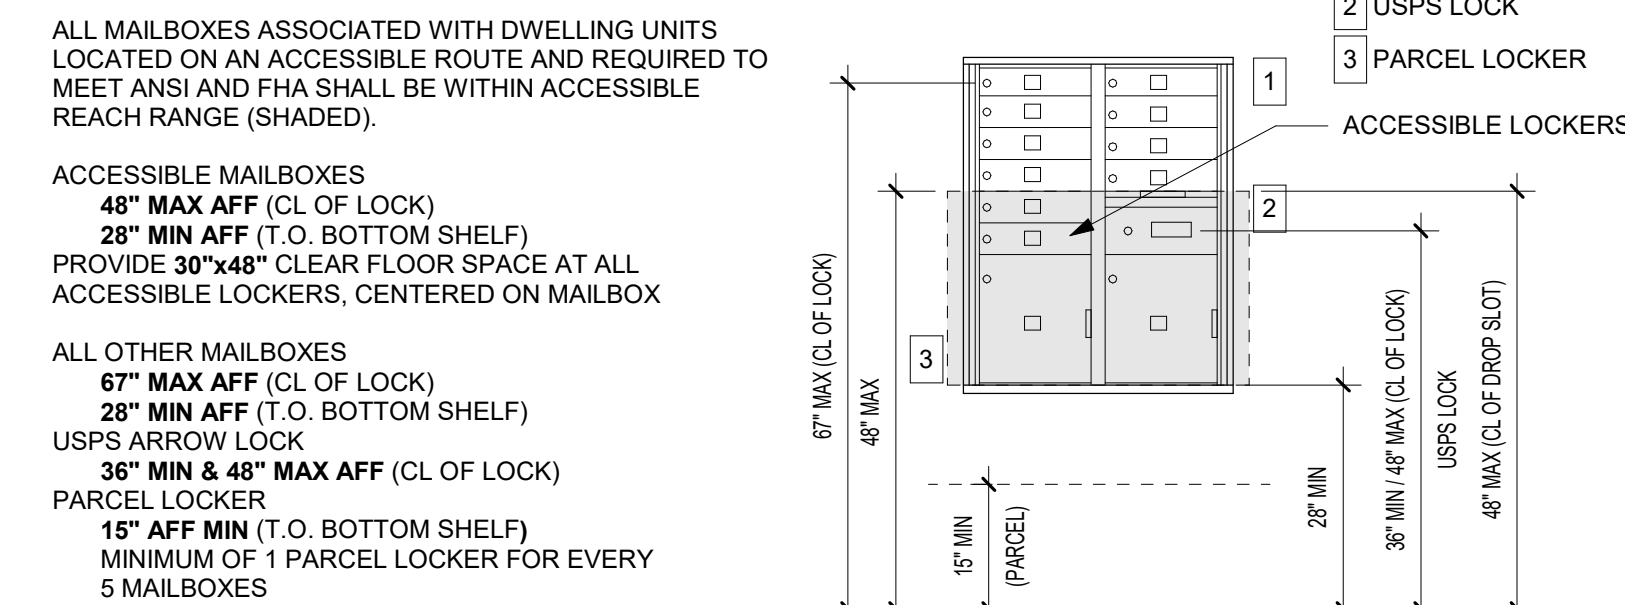 ALL MAILBOXES ASSOCIATED WITH DWELLING UNITS
LOCATED ON AN ACCESSIBLE ROUTE AND REQUIRED TO
MEET ANSI AND FHA SHALL BE WITHIN ACCESSIBLE
REACH RANGE (SHADED).
ACCESSIBLE MAILBOXES
48" MAX AFF (CL OF LOCK)
28" MIN AFF (T.O. BOTTOM SHELF)
PROVIDE 30"x48" CLEAR FLOOR SPACE AT ALL
ACCESSIBLE LOCKERS, CENTERED ON MAILBOX
ALL OTHER MAILBOXES
67" MAX AFF (CL OF LOCK)
28" MIN AFF (T.O. BOTTOM SHELF)
USPS ARROW LOCK
36" MIN & 48" MAX AFF (CL OF LOCK)
PARCEL LOCKER
15" AFF MIN (T.O. BOTTOM SHELF)
MINIMUM OF 1 PARCEL LOCKER FOR EVERY
5 MAILBOXES
2 USPS LOCK
3 PARCEL LOCKER
ACCESSIBLE LOCKERS
1
2
3
67" MAX (CL OF LOCK)
48" MAX
15" MIN
(PARCEL)
28" MIN
36" MIN / 48" MAX (CL OF LOCK)
USPS LOCK
48" MAX (CL OF DROP SLOT)